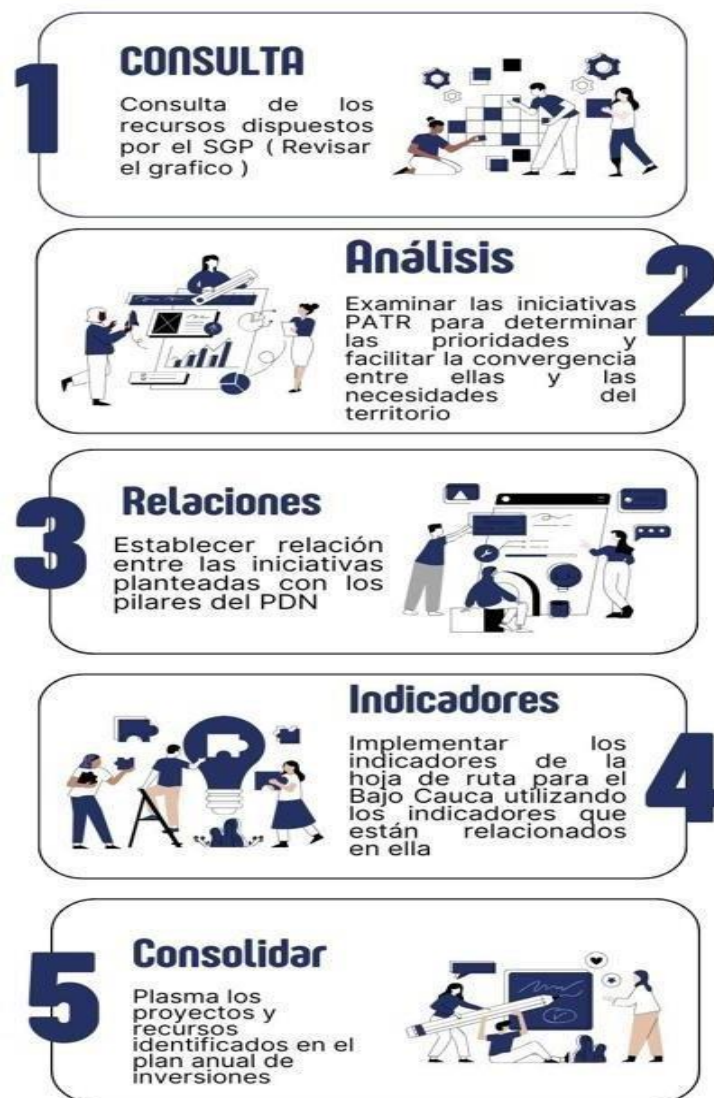 1
CONSULTA
Consulta de los
recursos dispuestos
por el SGP ( Revisar
el grafico )
2
Análisis
Examinar las iniciativas
PATR para determinar
las prioridades y
facilitar la convergencia
entre ellas y las
necesidades del
territorio
3
Relaciones
Establecer relación
entre las iniciativas
planteadas con los
pilares del PDN
4
Indicadores
Implementar los
indicadores de la
hoja de ruta para el
Bajo Cauca utilizando
los indicadores que
están relacionados
en ella
5
Consolidar
Plasma los
proyectos y
recursos
identificados en el
plan anual de
inversiones